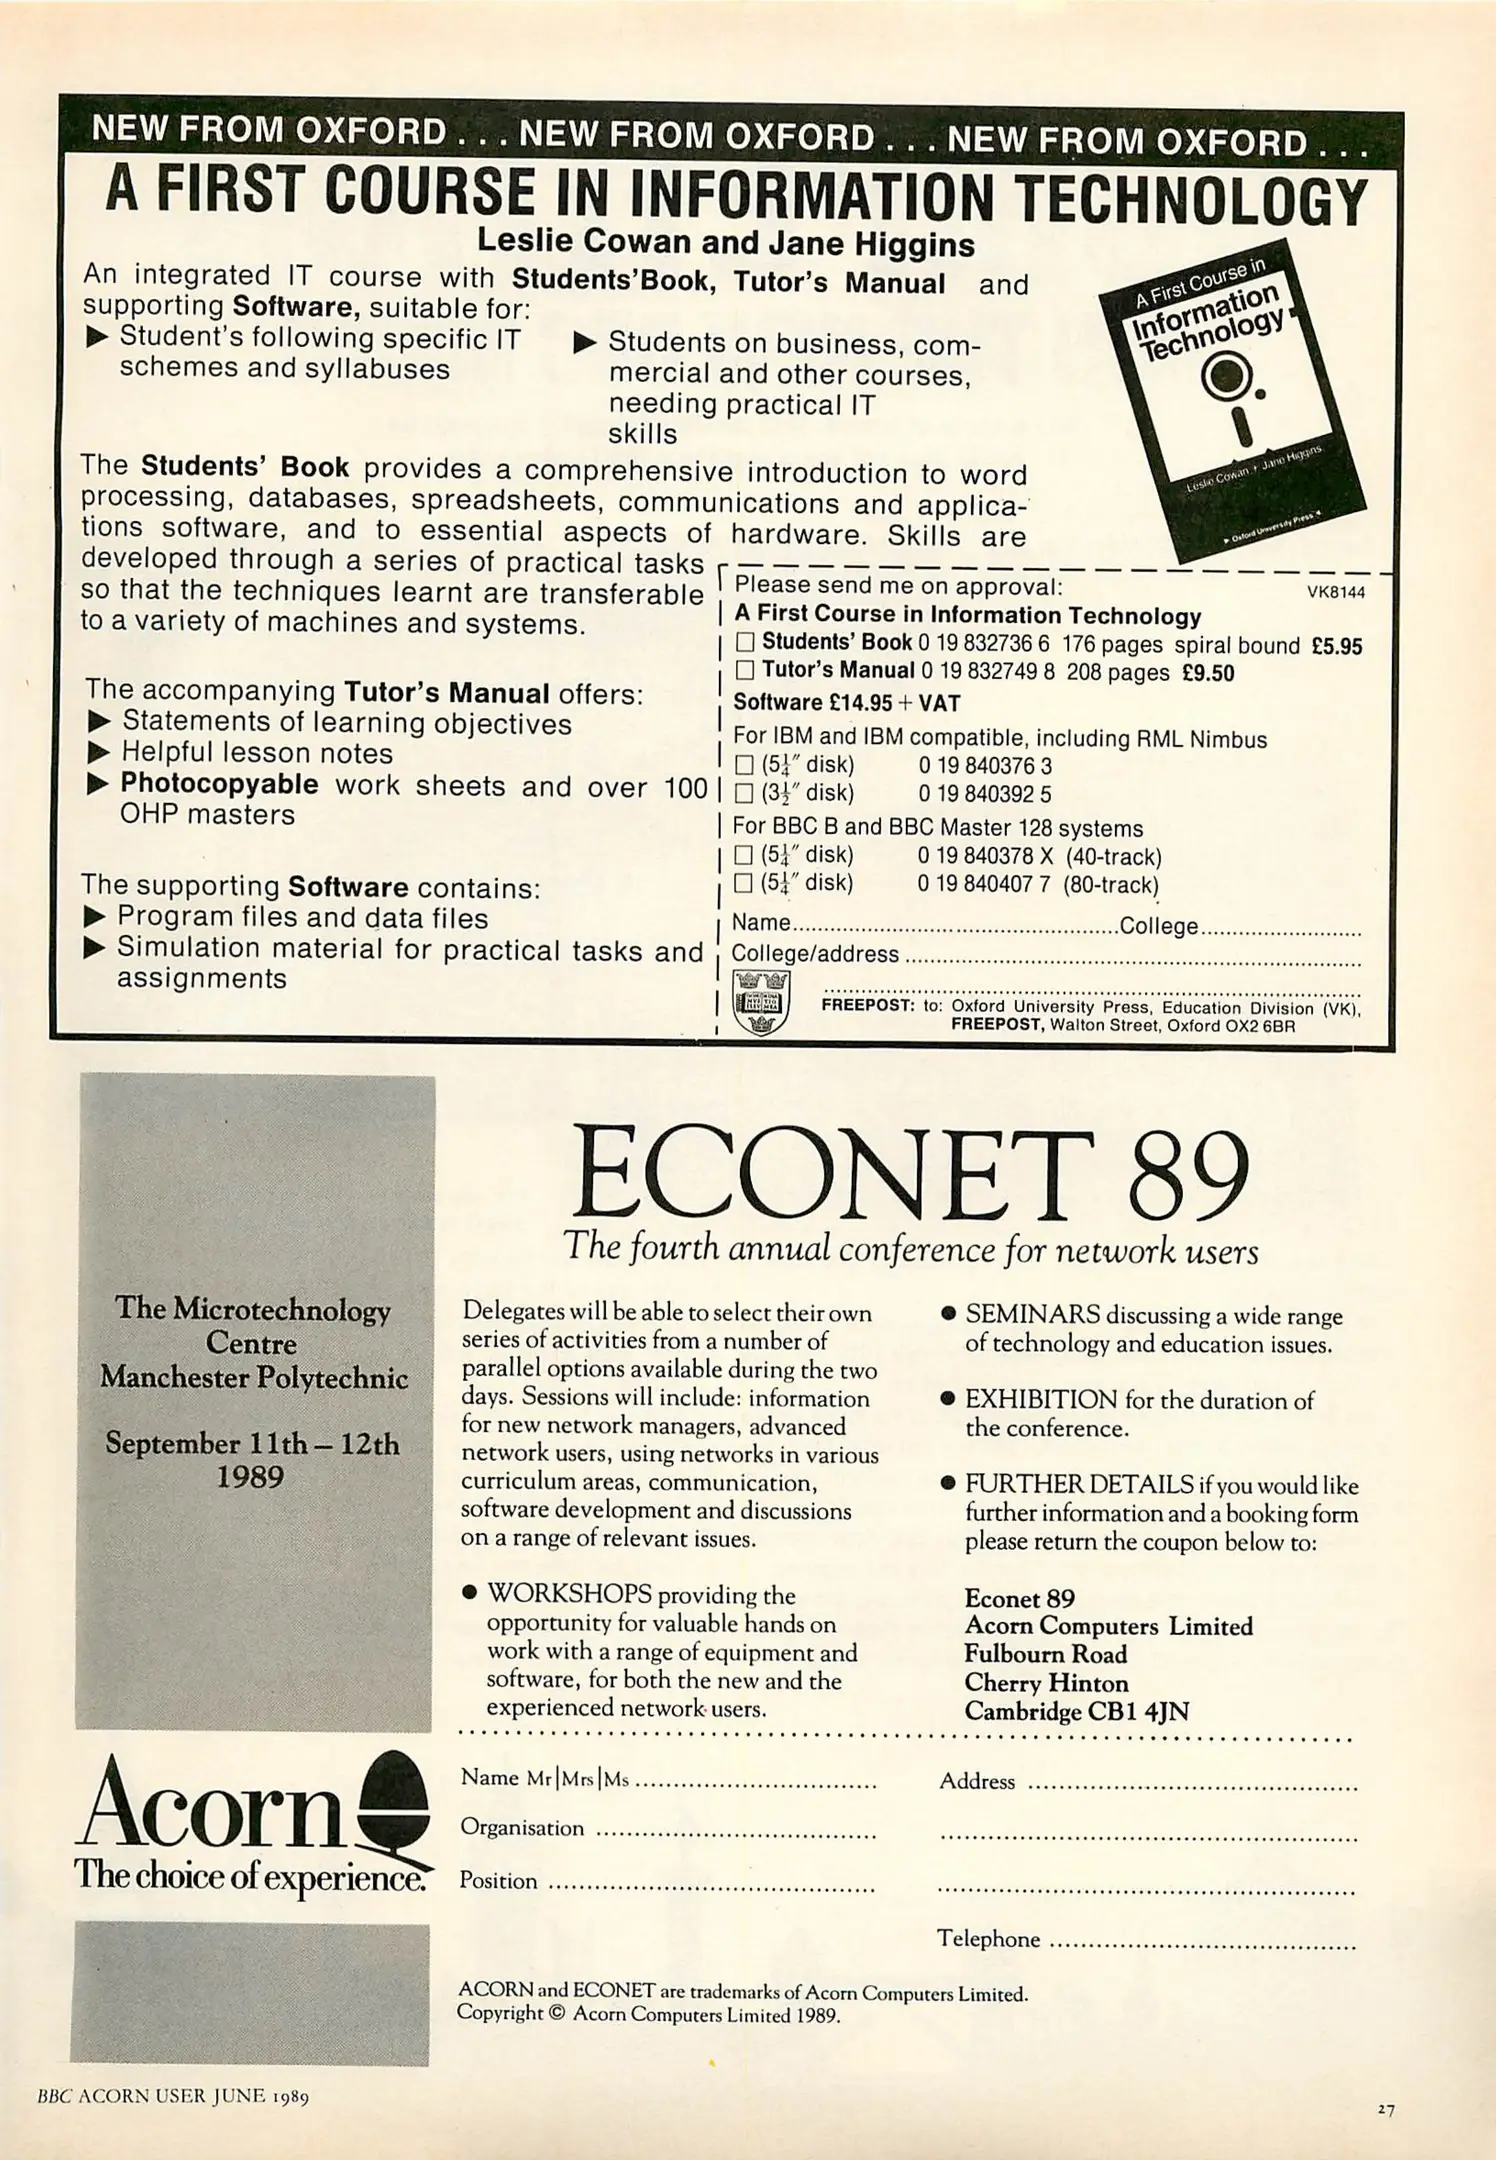 NEW FROM OXFORD . . . NEW FROM OXFORD . . . NEW FROM OXFORD . . .
A FIRST COURSE IN INFORMATION TECHNOLOGY
Leslie Cowan and Jane Higgins
An integrated IT course with Students'Book, Tutor's Manual and
supporting Software, suitable for:
▶ Student's following specific IT
schemes and syllabuses
▶ Students on business, com-
mercial and other courses,
needing practical IT
skills
A First Course in
Information
Technology
Leslie Cowan + Jane Higgins
▶ Oxford University Press ◀
The Students' Book provides a comprehensive introduction to word
processing, databases, spreadsheets, communications and applica-
tions software, and to essential aspects of hardware. Skills are
developed through a series of practical tasks
so that the techniques learnt are transferable
to a variety of machines and systems.
The accompanying Tutor's Manual offers:
▶ Statements of learning objectives
▶ Helpful lesson notes
▶ Photocopyable work sheets and over 100
OHP masters
The supporting Software contains:
▶ Program files and data files
▶ Simulation material for practical tasks and
assignments
Please send me on approval: VK8144
A First Course in Information Technology
□ Students' Book 0 19 832736 6 176 pages spiral bound £5.95
□ Tutor's Manual 0 19 832749 8 208 pages £9.50
Software £14.95 + VAT
For IBM and IBM compatible, including RML Nimbus
□ (5¼″ disk) 0 19 840376 3
□ (3½″ disk) 0 19 840392 5
For BBC B and BBC Master 128 systems
□ (5¼″ disk) 0 19 840378 X (40-track)
□ (5¼″ disk) 0 19 840407 7 (80-track)
Name..................................................College.........................
College/address ......................................................................
FREEPOST: to: Oxford University Press, Education Division (VK),
FREEPOST, Walton Street, Oxford OX2 6BR
The Microtechnology
Centre
Manchester Polytechnic
September 11th – 12th
1989
ECONET 89
The fourth annual conference for network users
Delegates will be able to select their own
series of activities from a number of
parallel options available during the two
days. Sessions will include: information
for new network managers, advanced
network users, using networks in various
curriculum areas, communication,
software development and discussions
on a range of relevant issues.
● WORKSHOPS providing the
opportunity for valuable hands on
work with a range of equipment and
software, for both the new and the
experienced network users.
● SEMINARS discussing a wide range
of technology and education issues.
● EXHIBITION for the duration of
the conference.
● FURTHER DETAILS if you would like
further information and a booking form
please return the coupon below to:
Econet 89
Acorn Computers Limited
Fulbourn Road
Cherry Hinton
Cambridge CB1 4JN
Acorn
The choice of experience.
Name Mr|Mrs|Ms ................................
Organisation .....................................
Position ...........................................
Address ...........................................
Telephone ........................................
ACORN and ECONET are trademarks of Acorn Computers Limited.
Copyright © Acorn Computers Limited 1989.
BBC ACORN USER JUNE 1989
27